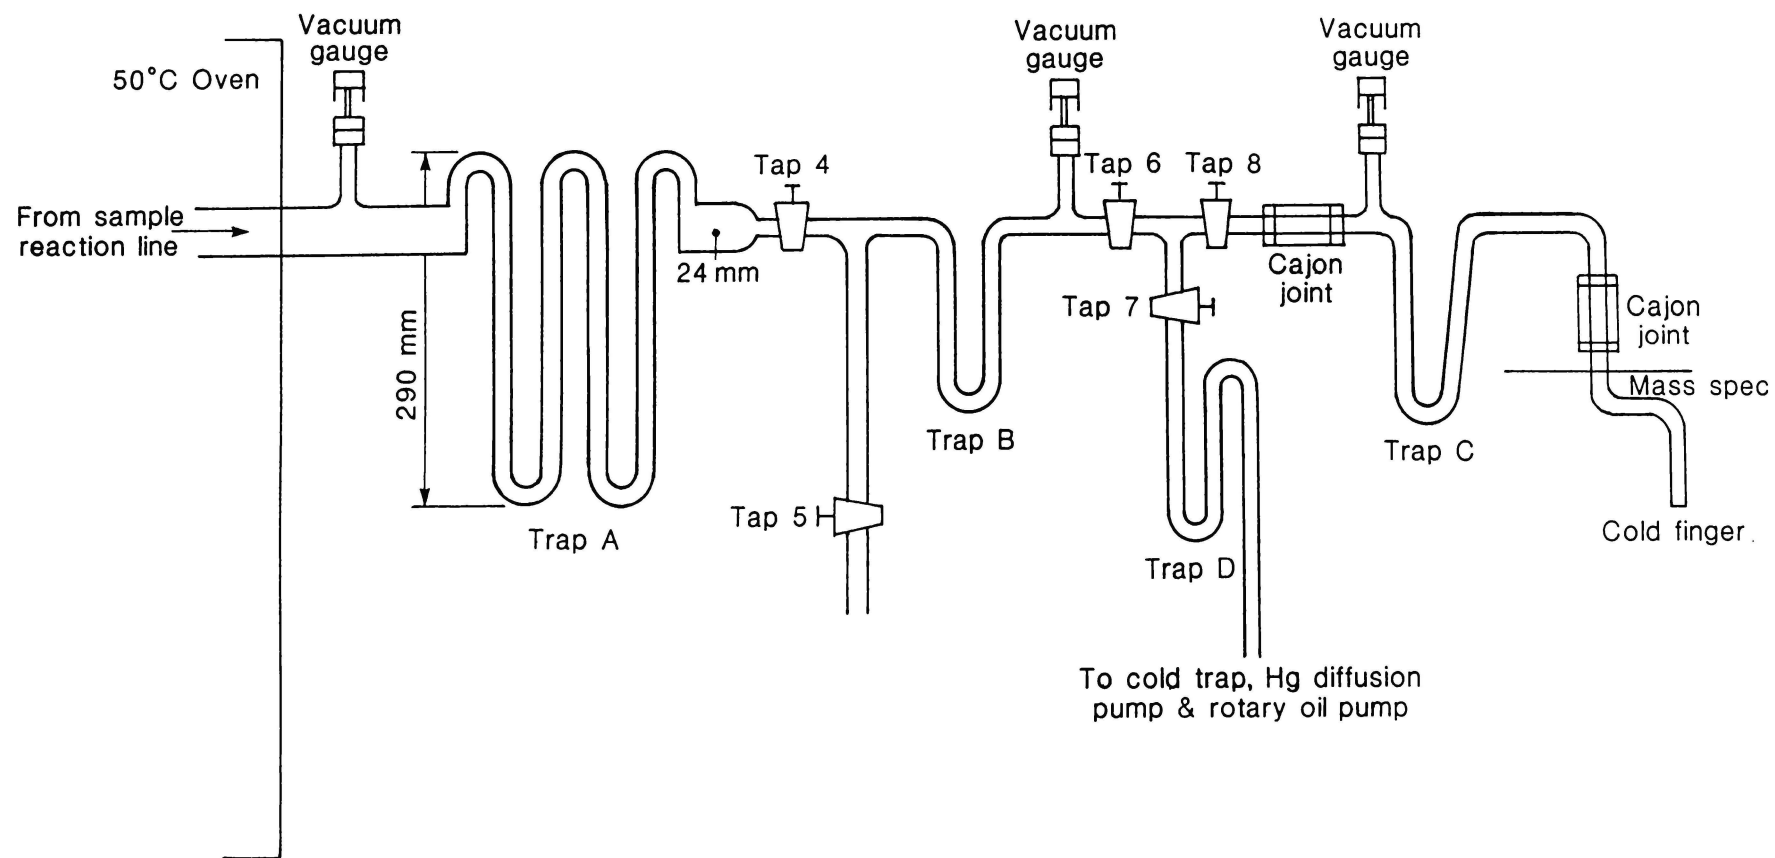 Vacuum
gauge
50°C Oven
From sample
reaction line
290 mm
Trap A
24 mm
Tap 4
Tap 5
Trap B
Vacuum
gauge
Tap 6
Tap 8
Tap 7
Trap D
To cold trap, Hg diffusion
pump & rotary oil pump
Cajon
joint
Vacuum
gauge
Trap C
Cajon
joint
Mass spec
Cold finger